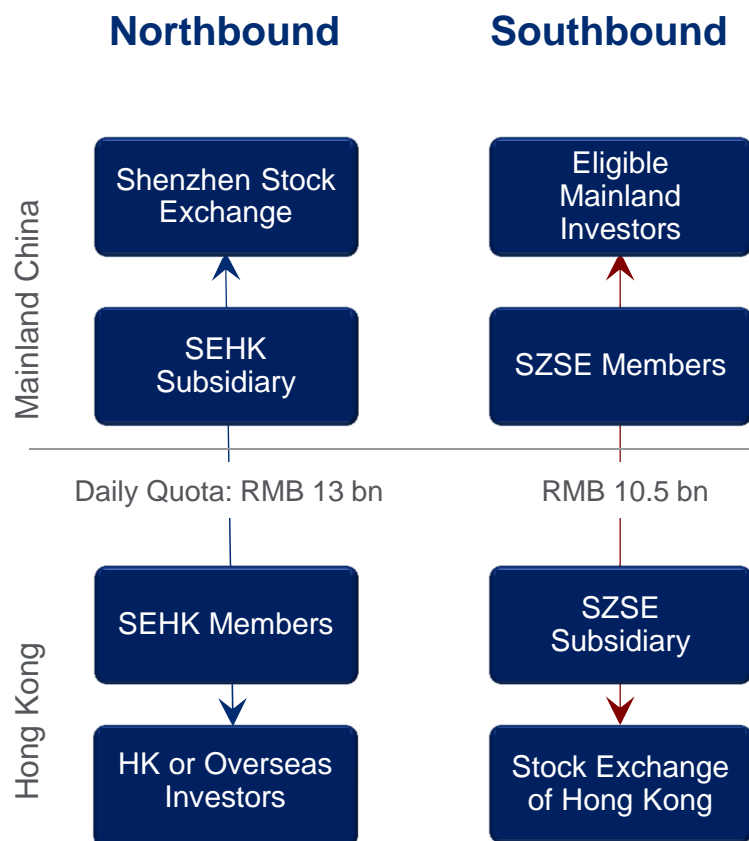 Northbound
Southbound
Mainland China
Shenzhen Stock
Exchange
Eligible
Mainland
Investors
SEHK
Subsidiary
SZSE Members
Daily Quota: RMB 13 bn
RMB 10.5 bn
Hong Kong
SEHK Members
SZSE
Subsidiary
HK or Overseas
Investors
Stock Exchange
of Hong Kong